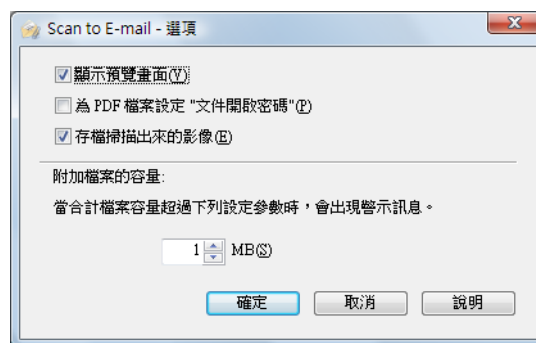 Scan to E-mail - 選項
顯示預覽畫面(V)
為 PDF 檔案設定 "文件開啟密碼"(P)
存檔掃描出來的影像(E)
附加檔案的容量:
當合計檔案容量超過下列設定參數時，會出現警示訊息。
1 MB(S)
確定 取消 說明